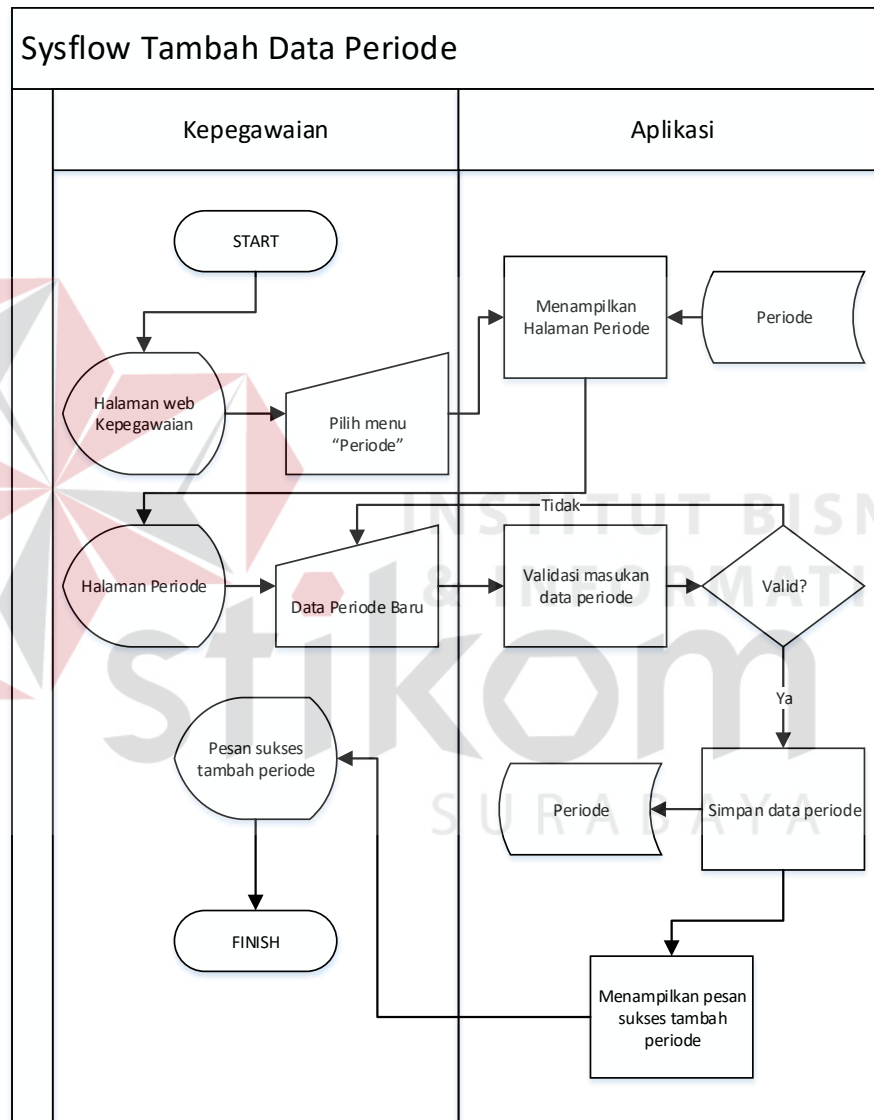 Sysflow Tambah Data Periode
Kepegawaian
Aplikasi
START
Menampilkan
Halaman Periode
Periode
Halaman web
Kepegawaian
Pilih menu
“Periode”
Tidak
Halaman Periode
Data Periode Baru
Validasi masukan
data periode
Valid?
Ya
Pesan sukses
tambah periode
Periode
Simpan data periode
FINISH
Menampilkan pesan
sukses tambah
periode
INSTITUT BISN
& INFORMATI
stikom
SURABAYA